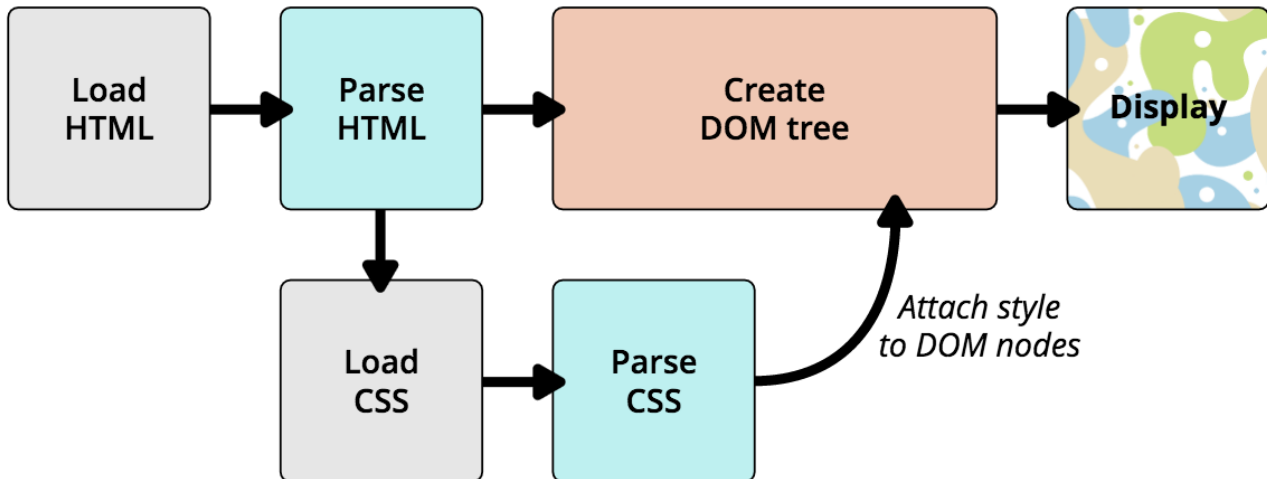 Load
HTML
Parse
HTML
Create
DOM tree
Display
Load
CSS
Parse
CSS
Attach style
to DOM nodes